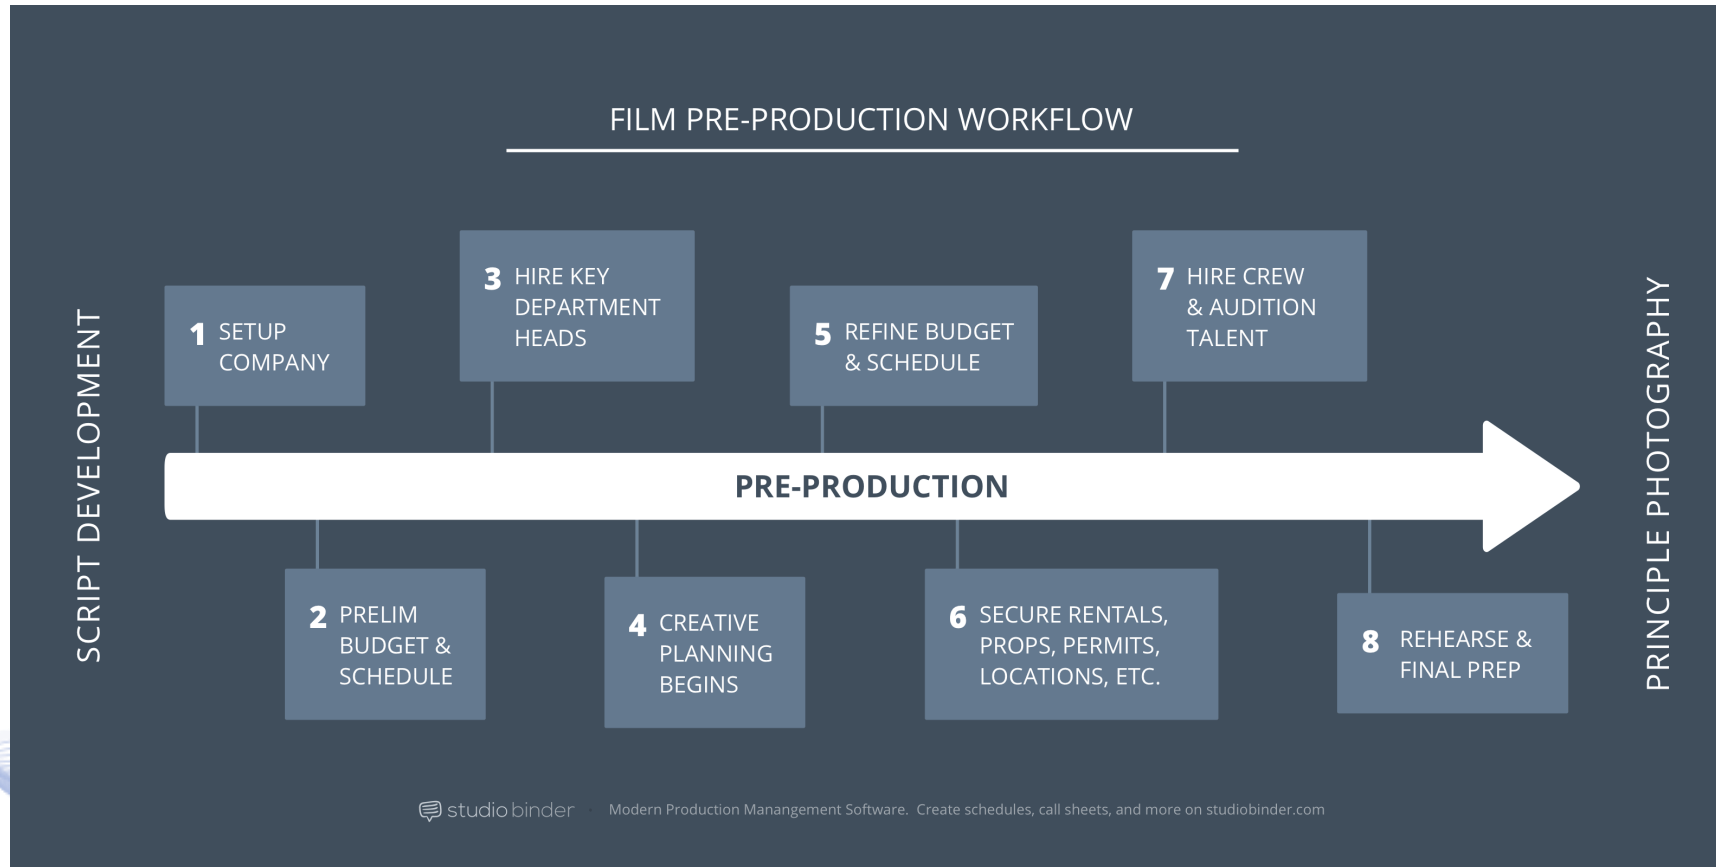 FILM PRE-PRODUCTION WORKFLOW
SCRIPT DEVELOPMENT
1 SETUP
COMPANY
2 PRELIM
BUDGET &
SCHEDULE
3 HIRE KEY
DEPARTMENT
HEADS
4 CREATIVE
PLANNING
BEGINS
5 REFINE BUDGET
& SCHEDULE
6 SECURE RENTALS,
PROPS, PERMITS,
LOCATIONS, ETC.
7 HIRE CREW
& AUDITION
TALENT
8 REHEARSE &
FINAL PREP
PRE-PRODUCTION
PRINCIPLE PHOTOGRAPHY
studiobinder · Modern Production Manangement Software. Create schedules, call sheets, and more on studiobinder.com